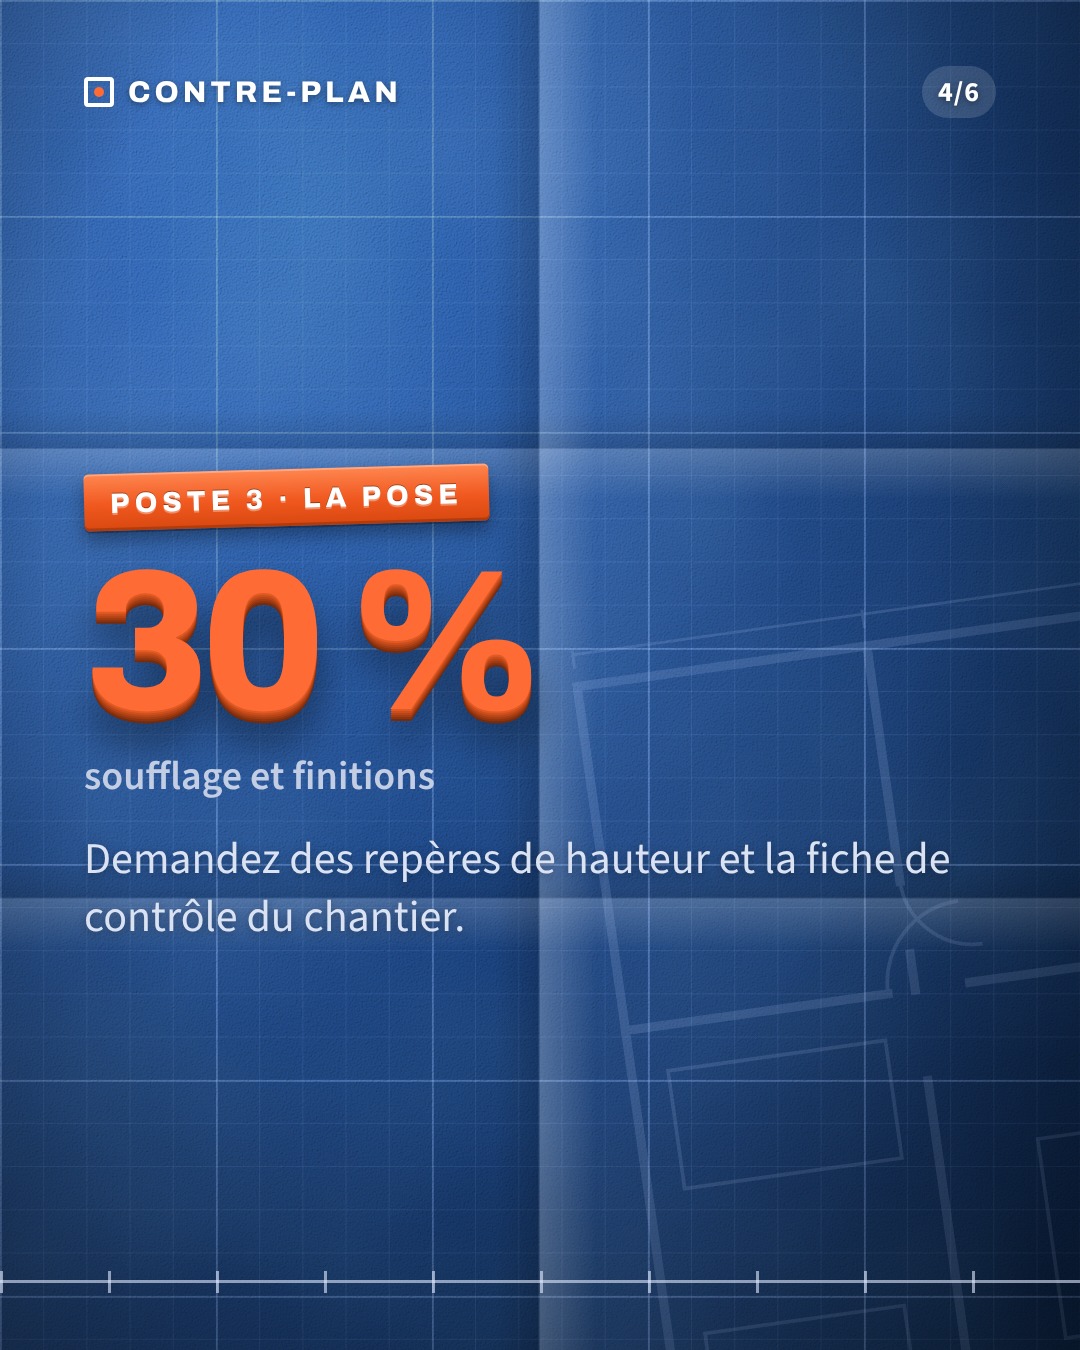 CONTRE-PLAN
4/6
POSTE 3 · LA POSE
30 %
soufflage et finitions
Demandez des repères de hauteur et la fiche de
contrôle du chantier.